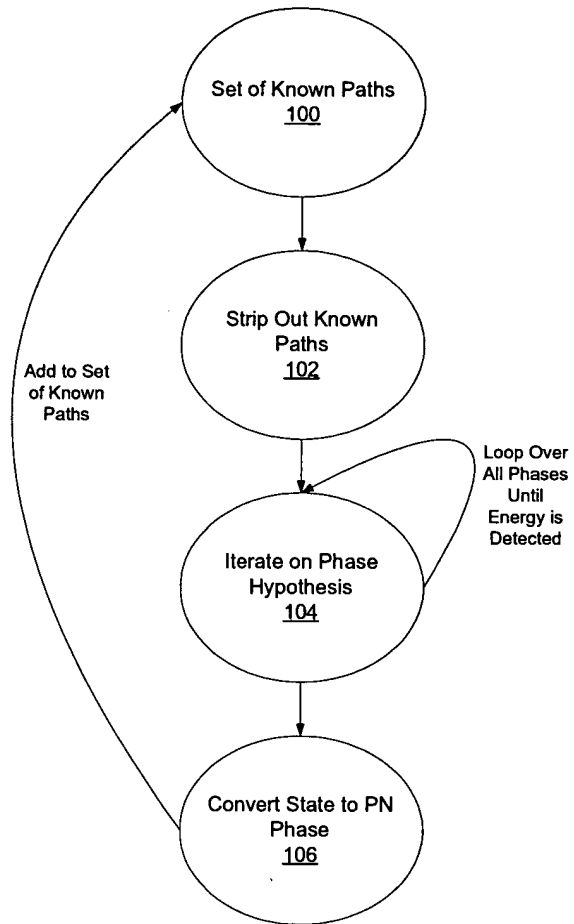 Set of Known Paths
100
Strip Out Known
Paths
102
Add to Set
of Known
Paths
Loop Over
All Phases
Until
Energy is
Detected
Iterate on Phase
Hypothesis
104
Convert State to PN
Phase
106